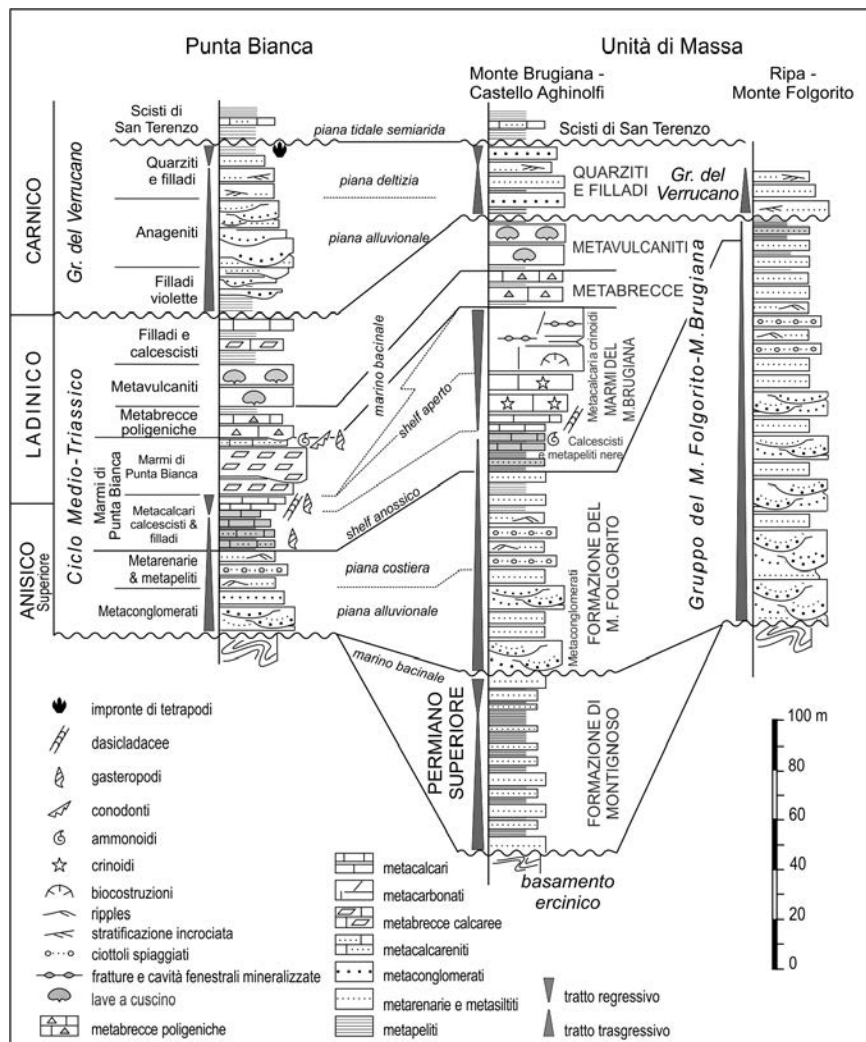 Punta Bianca
Unità di Massa
Monte Brugiana -
Castello Aghinolfi
Ripa -
Monte Folgorito
CARNICO
Gr. del Verrucano
Scisti di
San Terenzo
Quarziti
e filladi
Anageniti
Filladi
violette
LADINICO
ANISICO
Superiore
Ciclo Medio-Triassico
Filladi e
calcescisti
Metavulcaniti
Metabrecce
poligeniche
Marmi di
Punta Bianca
Marmi di
Punta Bianca
Metacalcari
calcescisti &
filladi
Metarenarie
& metapeliti
Metaconglomerati
piana tidale semiarida
piana deltizia
piana alluvionale
marino bacinale
shelf aperto
shelf anossico
piana costiera
piana alluvionale
marino bacinale
PERMIANO
SUPERIORE
Scisti di San Terenzo
QUARZITI
E FILLADI
METAVULCANITI
METABRECCE
Metacalcari a crinoidi
MARMI DEL
M.BRUGIANA
Calcescisti
e metapeliti nere
Metaconglomerati
FORMAZIONE DEL
M. FOLGORITO
FORMAZIONE DI
MONTIGNOSO
basamento
ercinico
Gr. del
Verrucano
Gruppo del M. Folgorito-M.Brugiana
100 m
80
60
40
20
0
impronte di tetrapodi
dasicladacee
gasteropodi
conodonti
ammonoidi
crinoidi
biocostruzioni
ripples
stratificazione incrociata
ciottoli spiaggiati
fratture e cavità fenestrali mineralizzate
lave a cuscino
metabrecce poligeniche
metacalcari
metacarbonati
metabrecce calcaree
metacalcareniti
metaconglomerati
metarenarie e metasiltiti
metapeliti
tratto regressivo
tratto trasgressivo